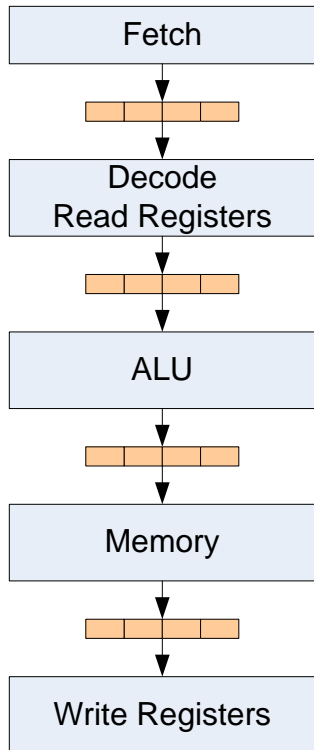 Fetch
Decode
Read Registers
ALU
Memory
Write Registers